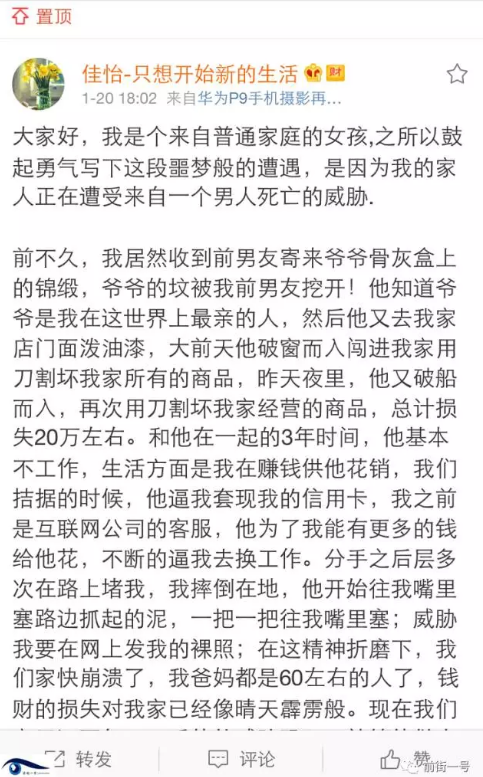 置顶
佳怡-只想开始新的生活
1-20 18:02 来自华为P9手机摄影再…
大家好，我是个来自普通家庭的女孩,之所以鼓
起勇气写下这段噩梦般的遭遇，是因为我的家
人正在遭受来自一个男人死亡的威胁.
前不久，我居然收到前男友寄来爷爷骨灰盒上
的锦缎，爷爷的坟被我前男友挖开！他知道爷
爷是我在这世界上最亲的人，然后他又去我家
店门面泼油漆，大前天他破窗而入闯进我家用
刀割坏我家所有的商品，昨天夜里，他又破船
而入，再次用刀割坏我家经营的商品，总计损
失20万左右。和他在一起的3年时间，他基本
不工作，生活方面是我在赚钱供他花销，我们
拮据的时候，他逼我套现我的信用卡，我之前
是互联网公司的客服，他为了我能有更多的钱
给他花，不断的逼我去换工作。分手之后层多
次在路上堵我，我摔倒在地，他开始往我嘴里
塞路边抓起的泥，一把一把往我嘴里塞；威胁
我要在网上发我的裸照；在这精神折磨下，我
们家快崩溃了，我爸妈都是60左右的人了，钱
财的损失对我家已经像晴天霹雳般。现在我们
转发 评论 赞
前街一号